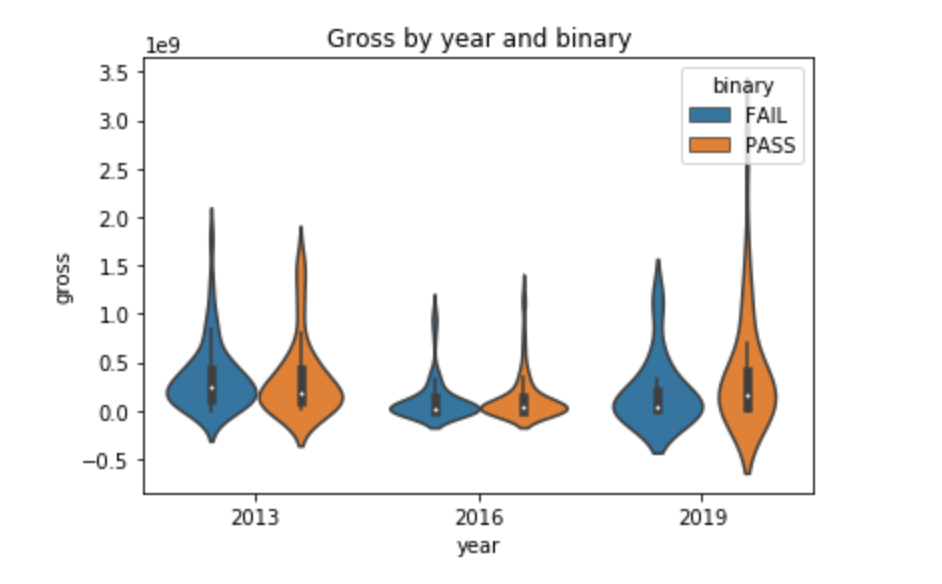 Gross by year and binary
1e9
binary
FAIL
PASS
3.5
3.0
2.5
2.0
1.5
1.0
0.5
0.0
−0.5
gross
2013 2016 2019
year